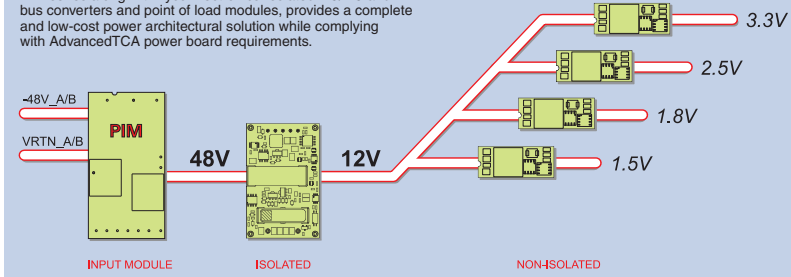 bus converters and point of load modules, provides a complete
and low-cost power architectural solution while complying
with AdvancedTCA power board requirements.
3.3V
2.5V
1.8V
1.5V
-48V_A/B
VRTN_A/B
PIM
48V
12V
INPUT MODULE
ISOLATED
NON-ISOLATED